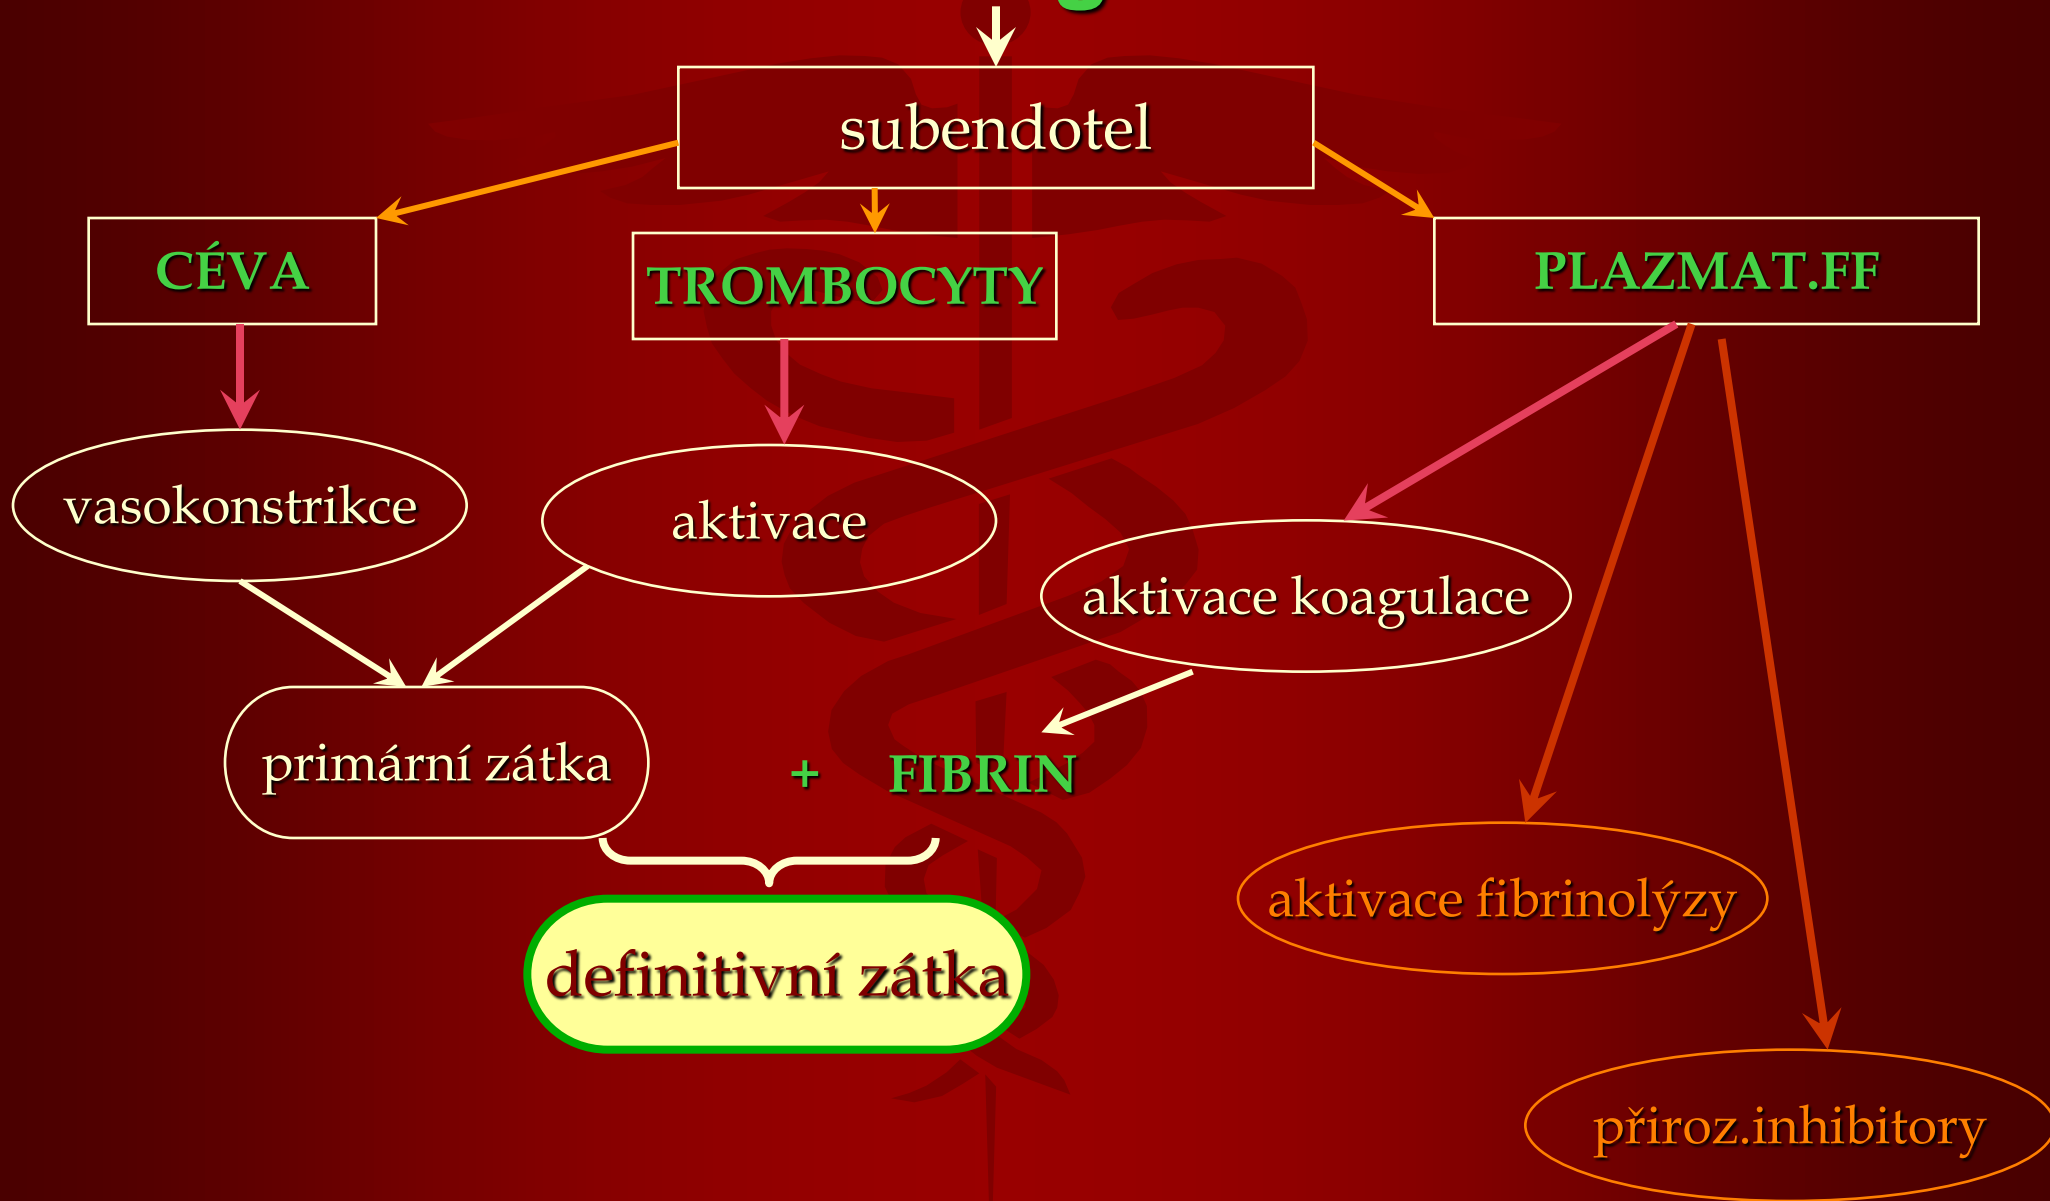 subendotel
CÉVA
TROMBOCYTY
PLAZMAT.FF
vasokonstrikce
aktivace
aktivace koagulace
primární zátka
+ FIBRIN
aktivace fibrinolýzy
definitivní zátka
přiroz.inhibitory